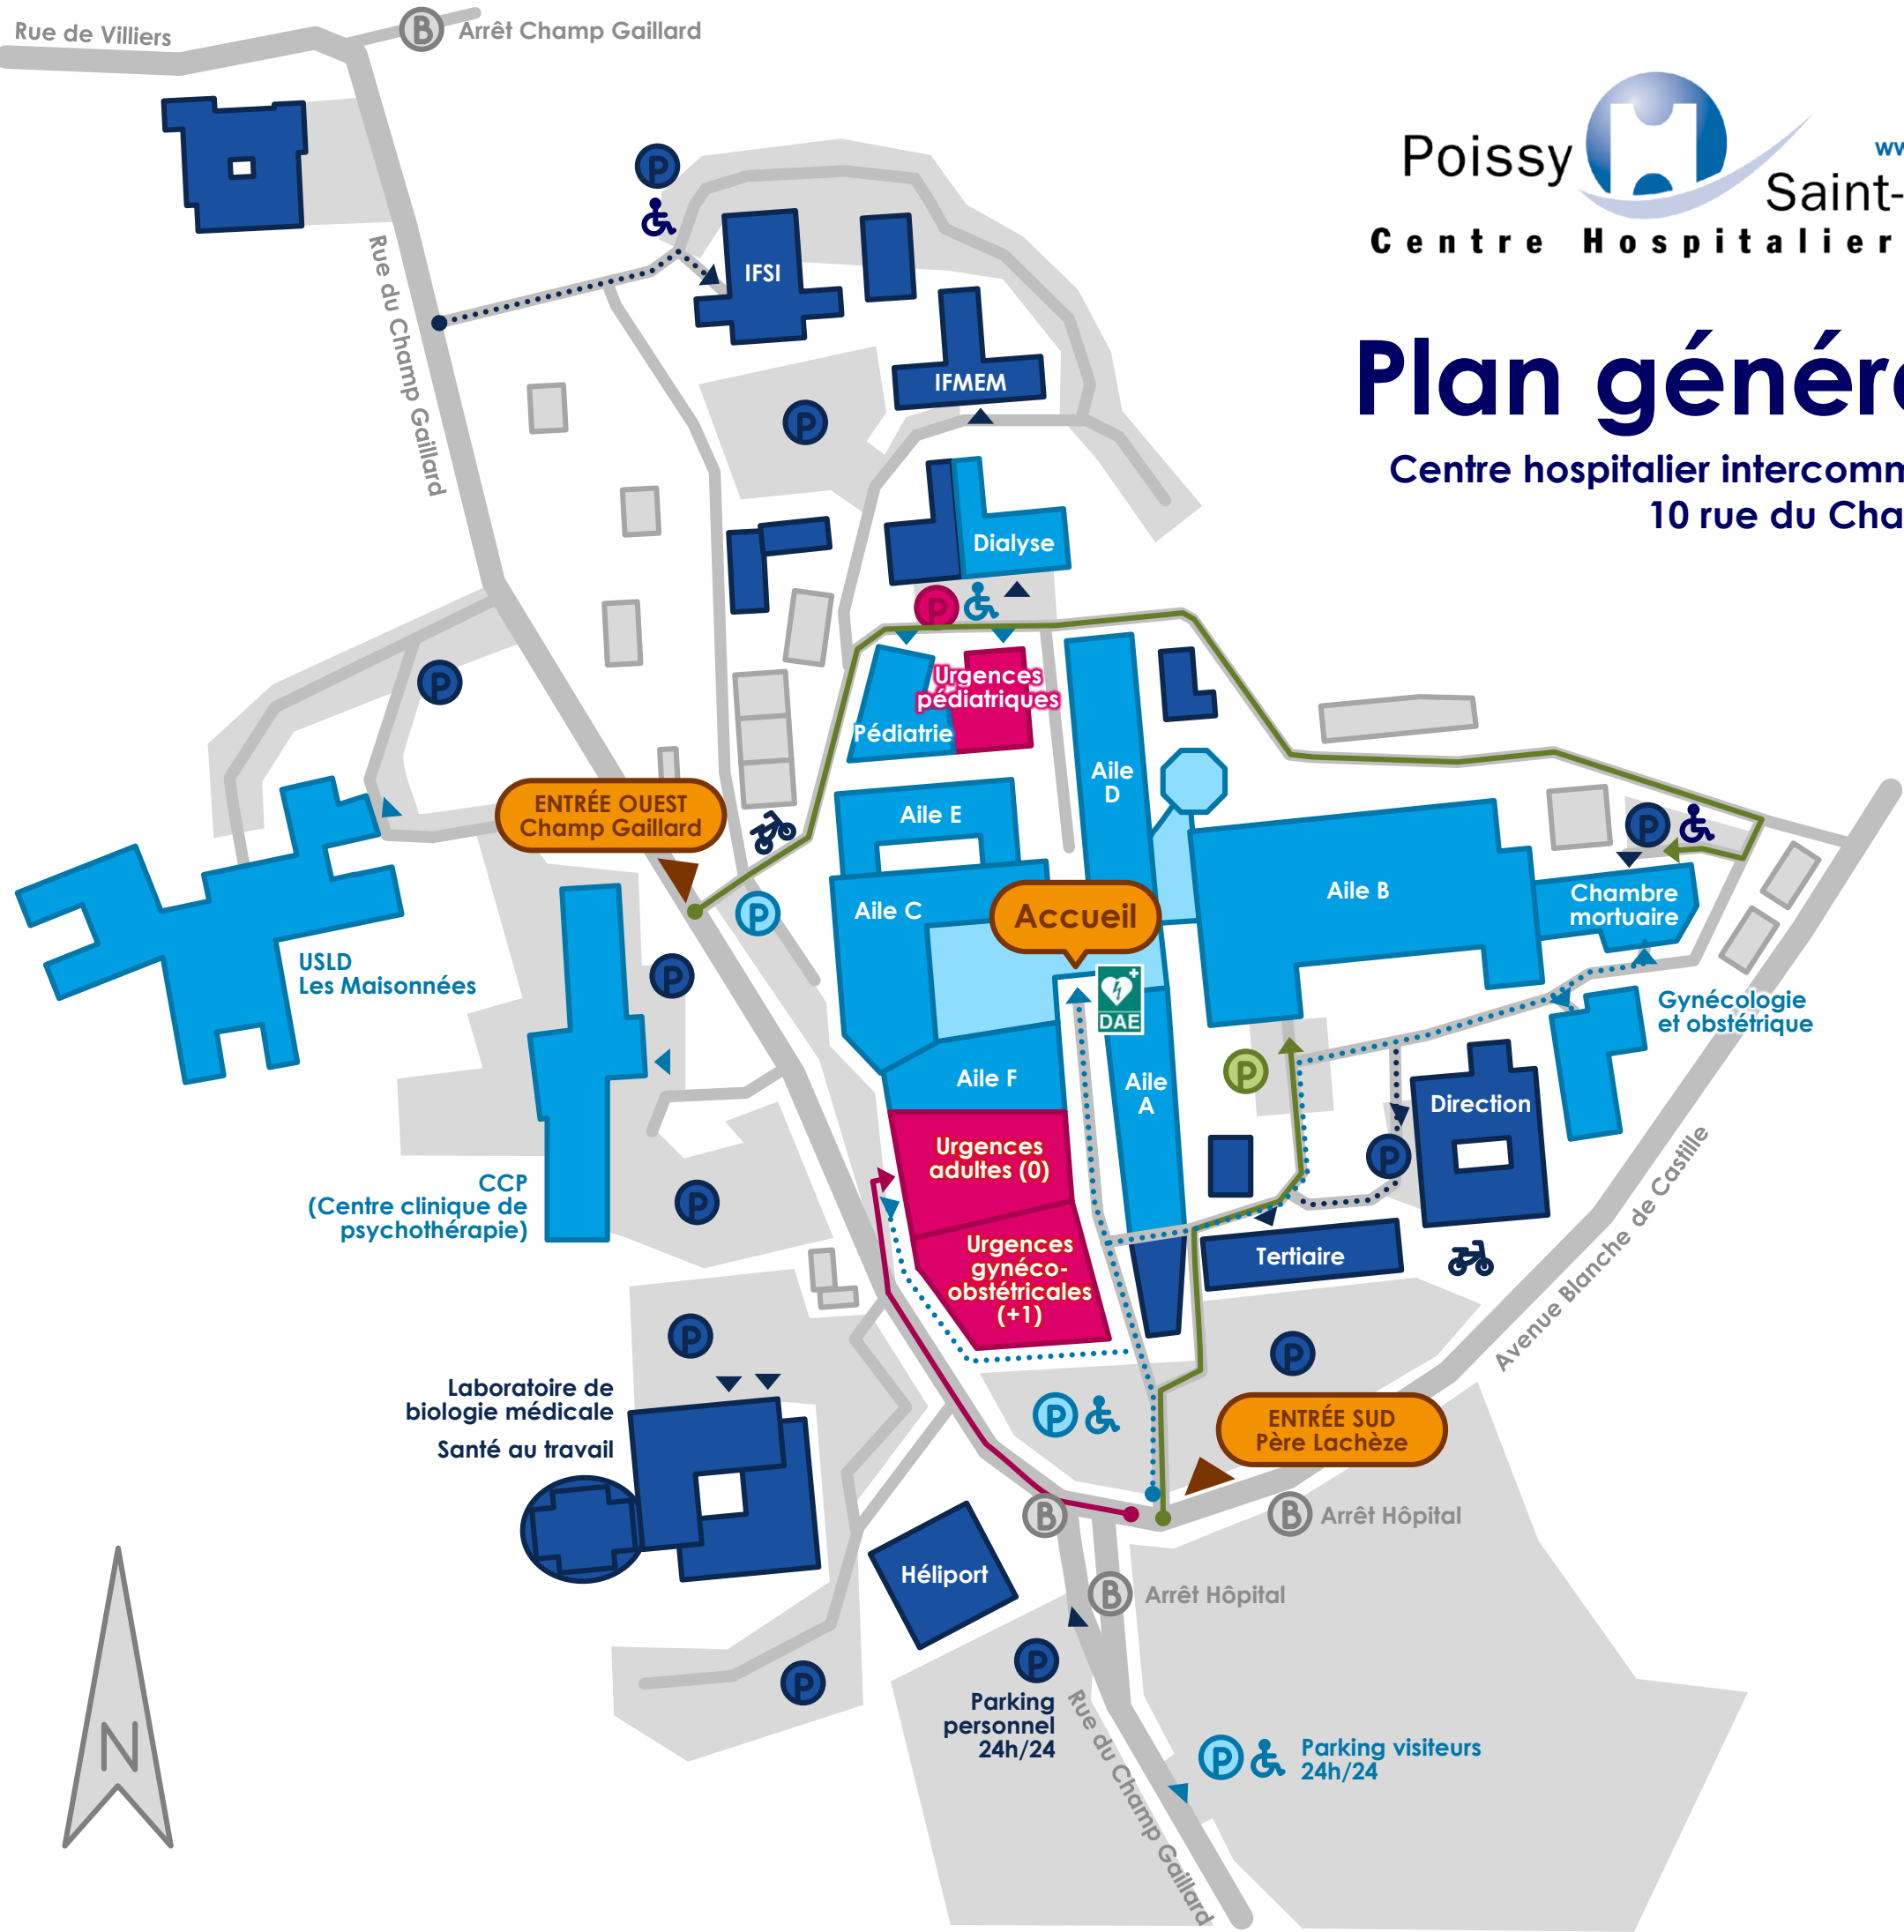 Rue de Villiers
B
Arrêt Champ Gaillard
Poissy
Saint-
Centre Hospitalier
Plan génér
Centre hospitalier intercomm
10 rue du Cha
Rue du Champ Gaillard
P
IFSI
IFMEM
P
Dialyse
P
Urgences
pédiatriques
Pédiatrie
P
Aile
D
Aile E
ENTRÉE OUEST
Champ Gaillard
P
Chambre
mortuaire
Aile B
Aile C
Accueil
P
DAE
USLD
Les Maisonnées
P
Gynécologie
et obstétrique
Aile F
Aile
A
P
Direction
Urgences
adultes (0)
P
CCP
(Centre clinique de
psychothérapie)
P
Urgences
gynéco-
obstétricales
(+1)
Tertiaire
Avenue Blanche de Castille
P
P
Laboratoire de
biologie médicale
Santé au travail
P
ENTRÉE SUD
Père Lachèze
B
B
Arrêt Hôpital
Héliport
B
Arrêt Hôpital
P
Parking
personnel
24h/24
P
Rue du Champ Gaillard
P
Parking visiteurs
24h/24
N